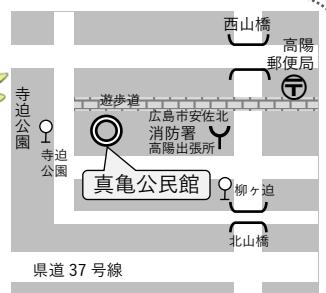 西山橋
高陽
郵便局
〒
寺迫公園
遊歩道
広島市安佐北
消防署
高陽出張所
寺迫
公園
真亀公民館
柳ヶ迫
北山橋
県道 37 号線